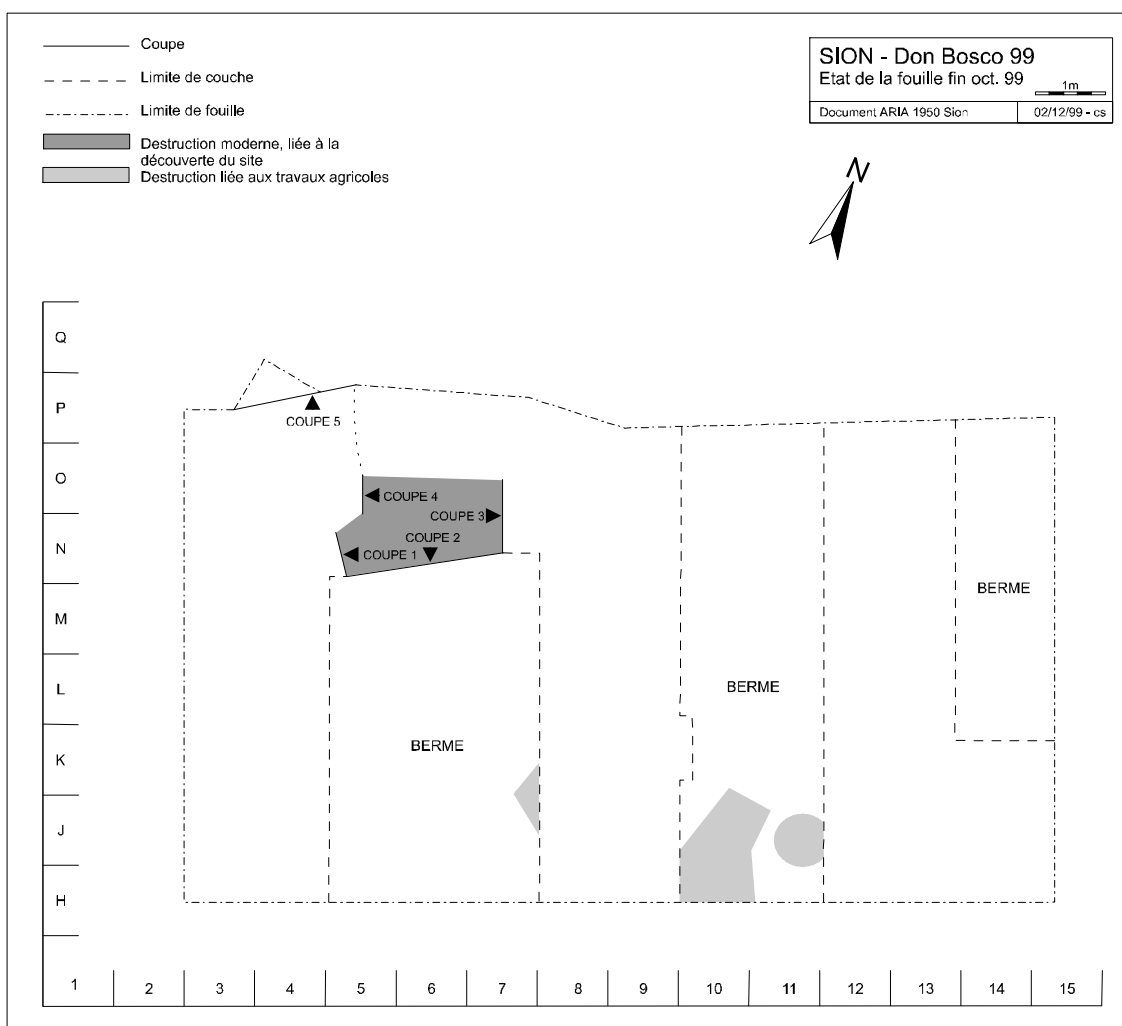 Coupe
Limite de couche
Limite de fouille
Destruction moderne, liée à la
découverte du site
Destruction liée aux travaux agricoles
SION - Don Bosco 99
Etat de la fouille fin oct. 99
1m
Document ARIA 1950 Sion
02/12/99 - cs
N
Q
P
O
N
M
L
K
J
H
COUPE 5
COUPE 4
COUPE 3
COUPE 2
COUPE 1
BERME
BERME
BERME
1 2 3 4 5 6 7 8 9 10 11 12 13 14 15